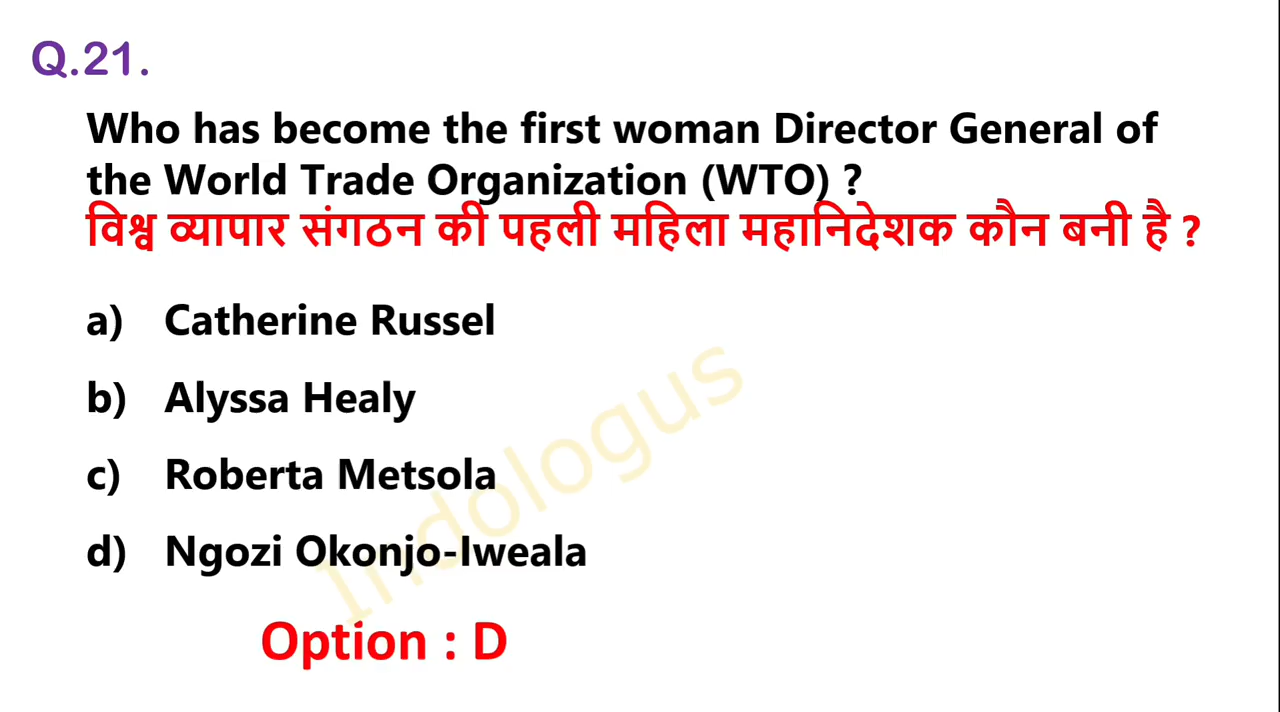 Q.21.
Who has become the first woman Director General of
the World Trade Organization (WTO) ?
विश्व व्यापार संगठन की पहली महिला महानिदेशक कौन बनी है ?
a) Catherine Russel
b) Alyssa Healy
c) Roberta Metsola
d) Ngozi Okonjo-Iweala
Option : D
Indologus